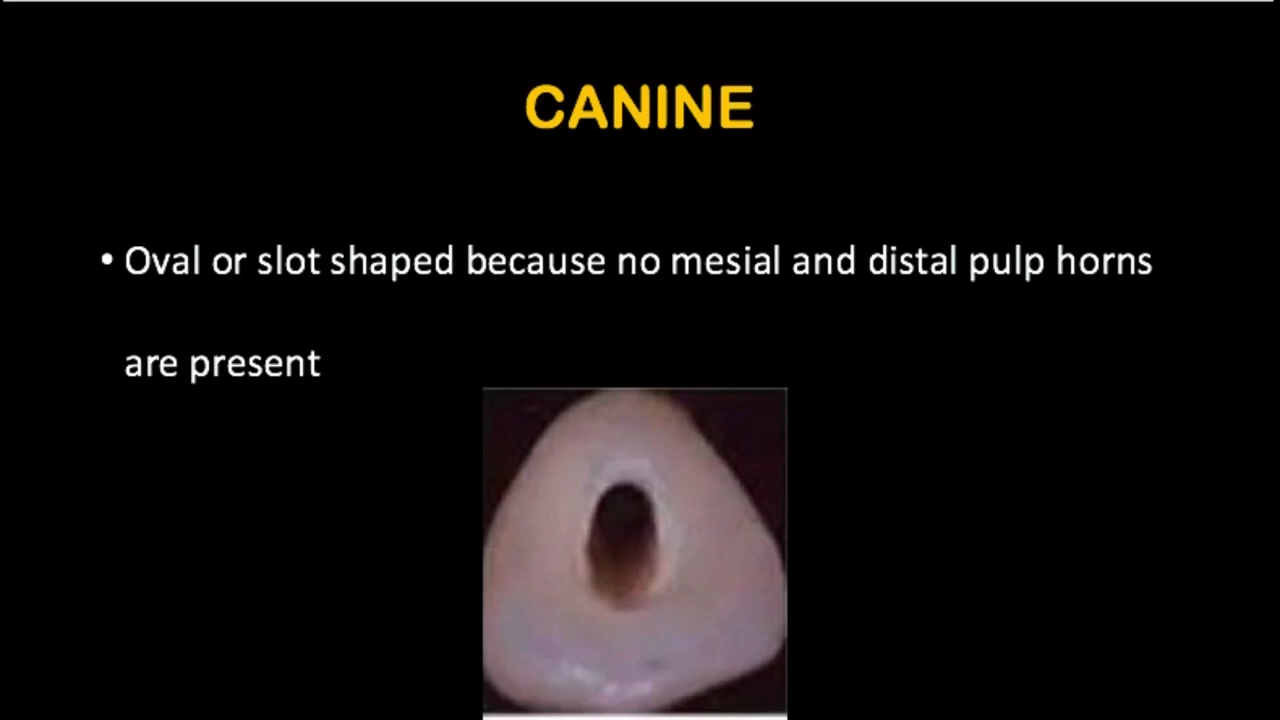 CANINE
• Oval or slot shaped because no mesial and distal pulp horns
are present